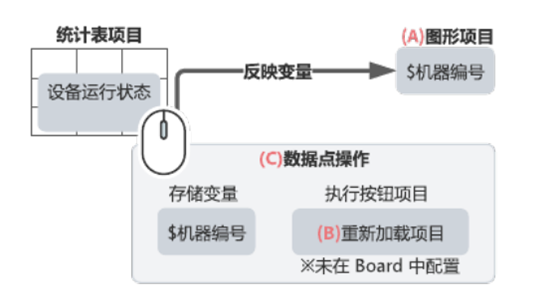 统计表项目
(A)图形项目
设备运行状态
反映变量
$机器编号
(C)数据点操作
存储变量
执行按钮项目
$机器编号
(B)重新加载项目
※未在 Board 中配置